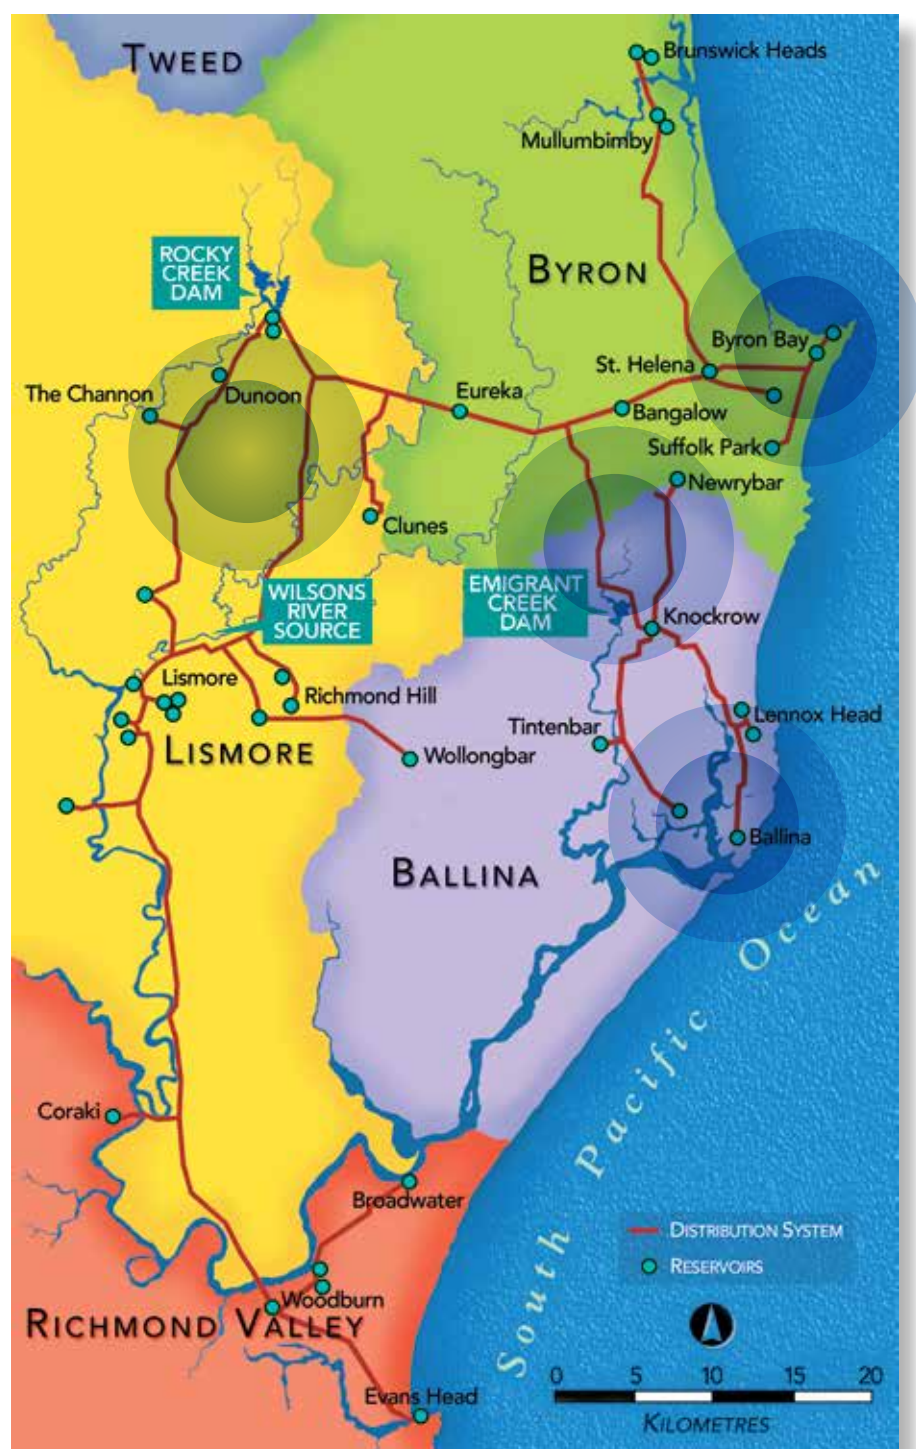 TWEED
Brunswick Heads
Mullumbimby
ROCKY
CREEK
DAM
BYRON
Byron Bay
St. Helena
The Channon
Dunoon
Eureka
Bangalow
Suffolk Park
Newrybar
Clunes
WILSONS
RIVER
SOURCE
EMIGRANT
CREEK
DAM
Knockrow
Lismore
Richmond Hill
Lennox Head
Tintenbar
LISMORE
Wollongbar
Ballina
BALLINA
South Pacific Ocean
Coraki
Broadwater
DISTRIBUTION SYSTEM
RESERVOIRS
Woodburn
RICHMOND VALLEY
Evans Head
0 5 10 15 20
KILOMETRES